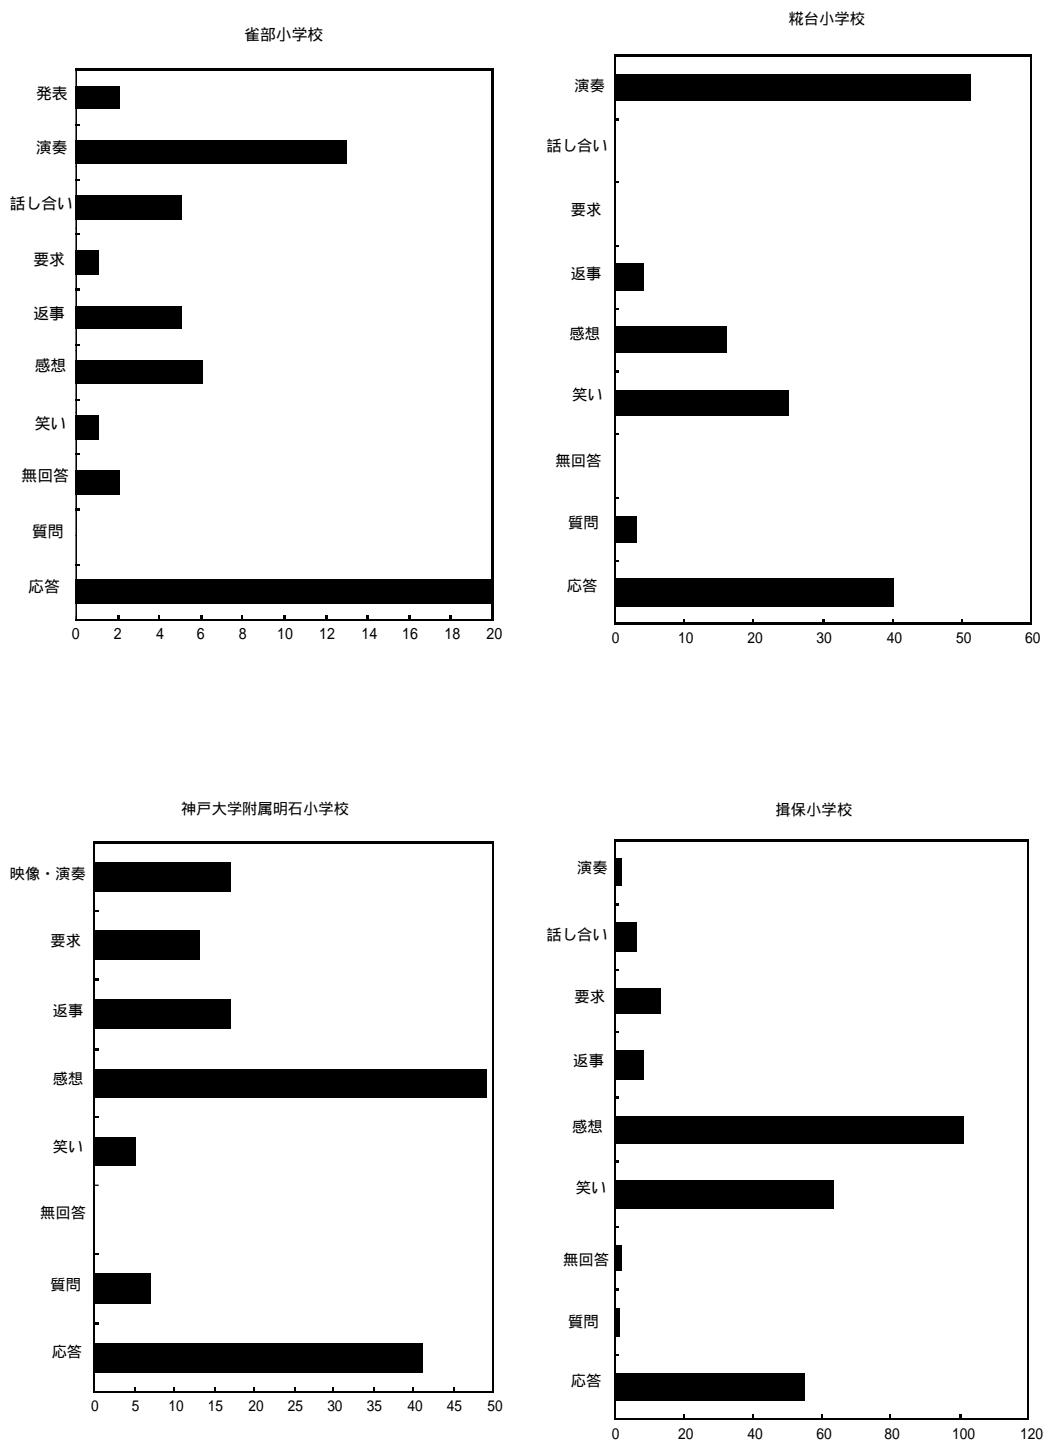 雀部小学校
発表
演奏
話し合い
要求
返事
感想
笑い
無回答
質問
応答
0 2 4 6 8 10 12 14 16 18 20
糀台小学校
演奏
話し合い
要求
返事
感想
笑い
無回答
質問
応答
0 10 20 30 40 50 60
神戸大学附属明石小学校
映像・演奏
要求
返事
感想
笑い
無回答
質問
応答
0 5 10 15 20 25 30 35 40 45 50
揖保小学校
演奏
話し合い
要求
返事
感想
笑い
無回答
質問
応答
0 20 40 60 80 100 120